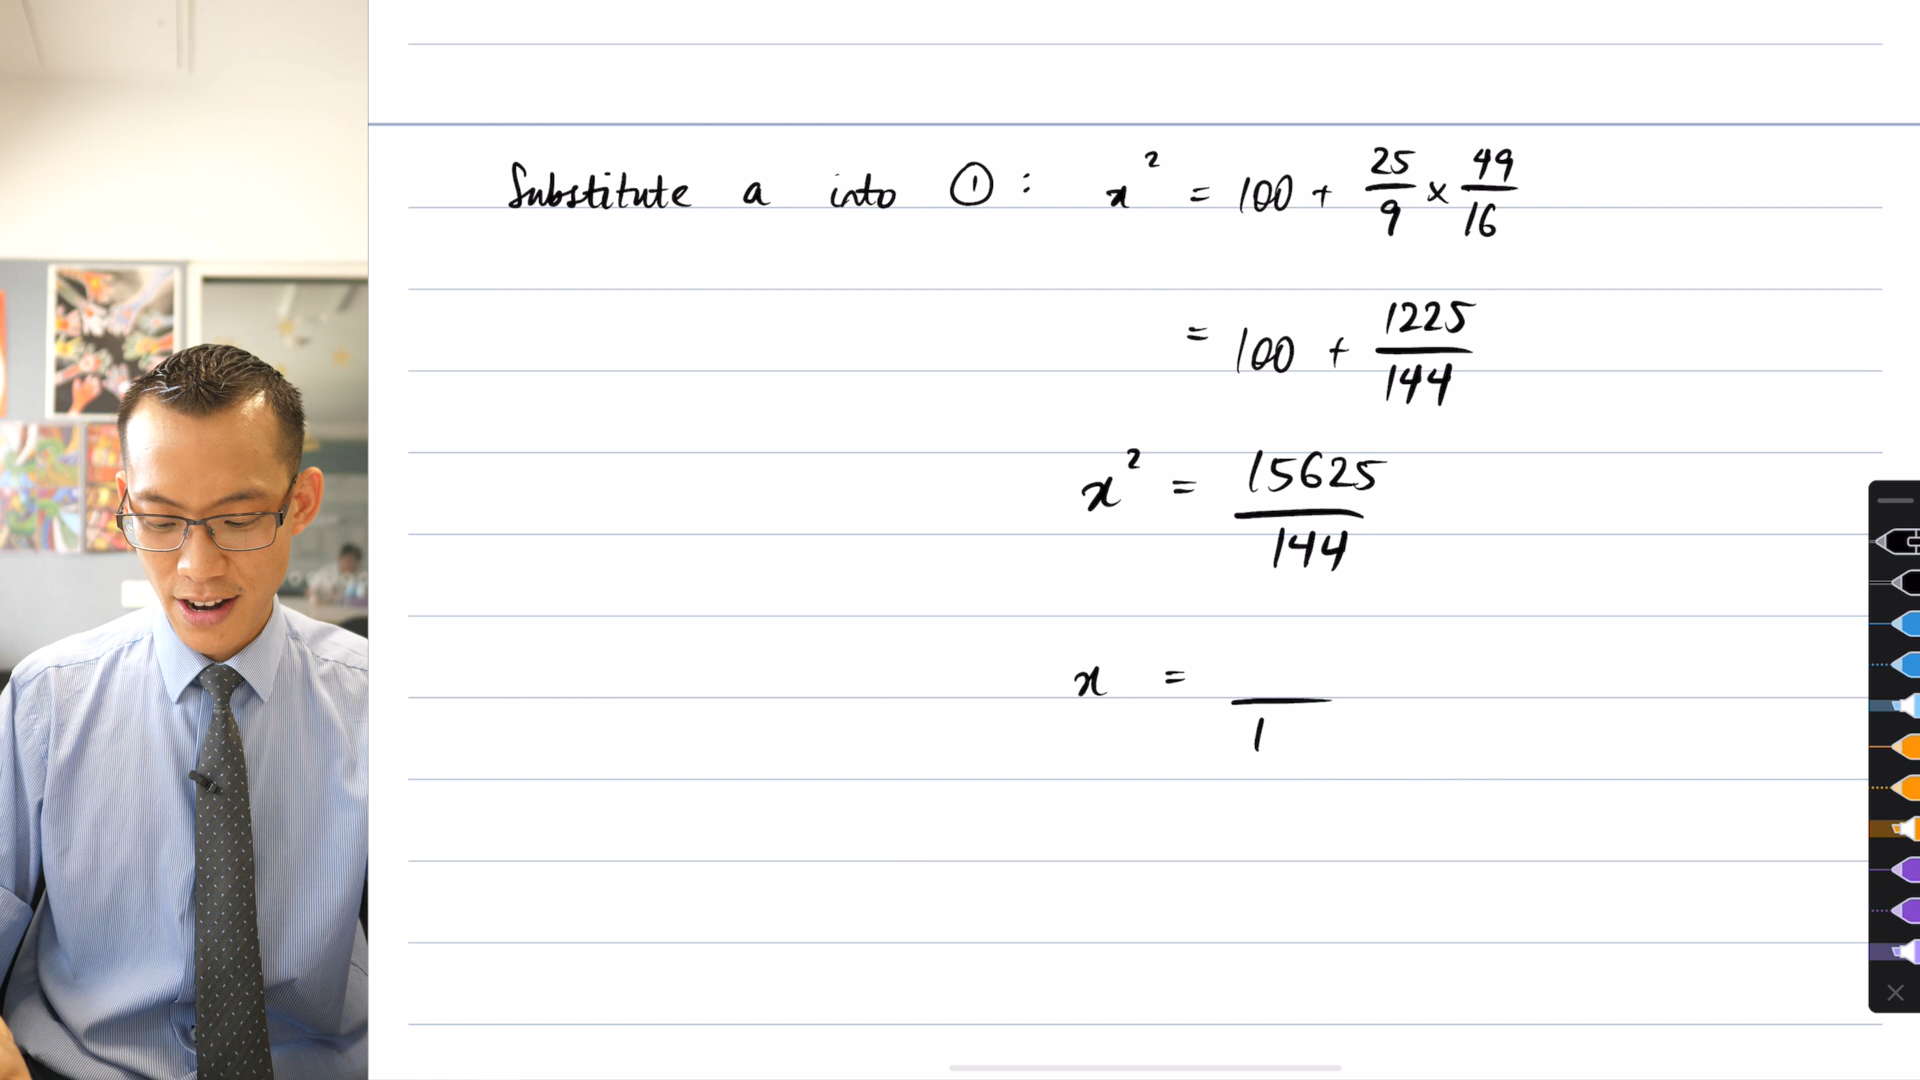 Substitute a into ①: x² = 100 + 25/9 × 49/16
= 100 + 1225/144
x² = 15625/144
x = /1